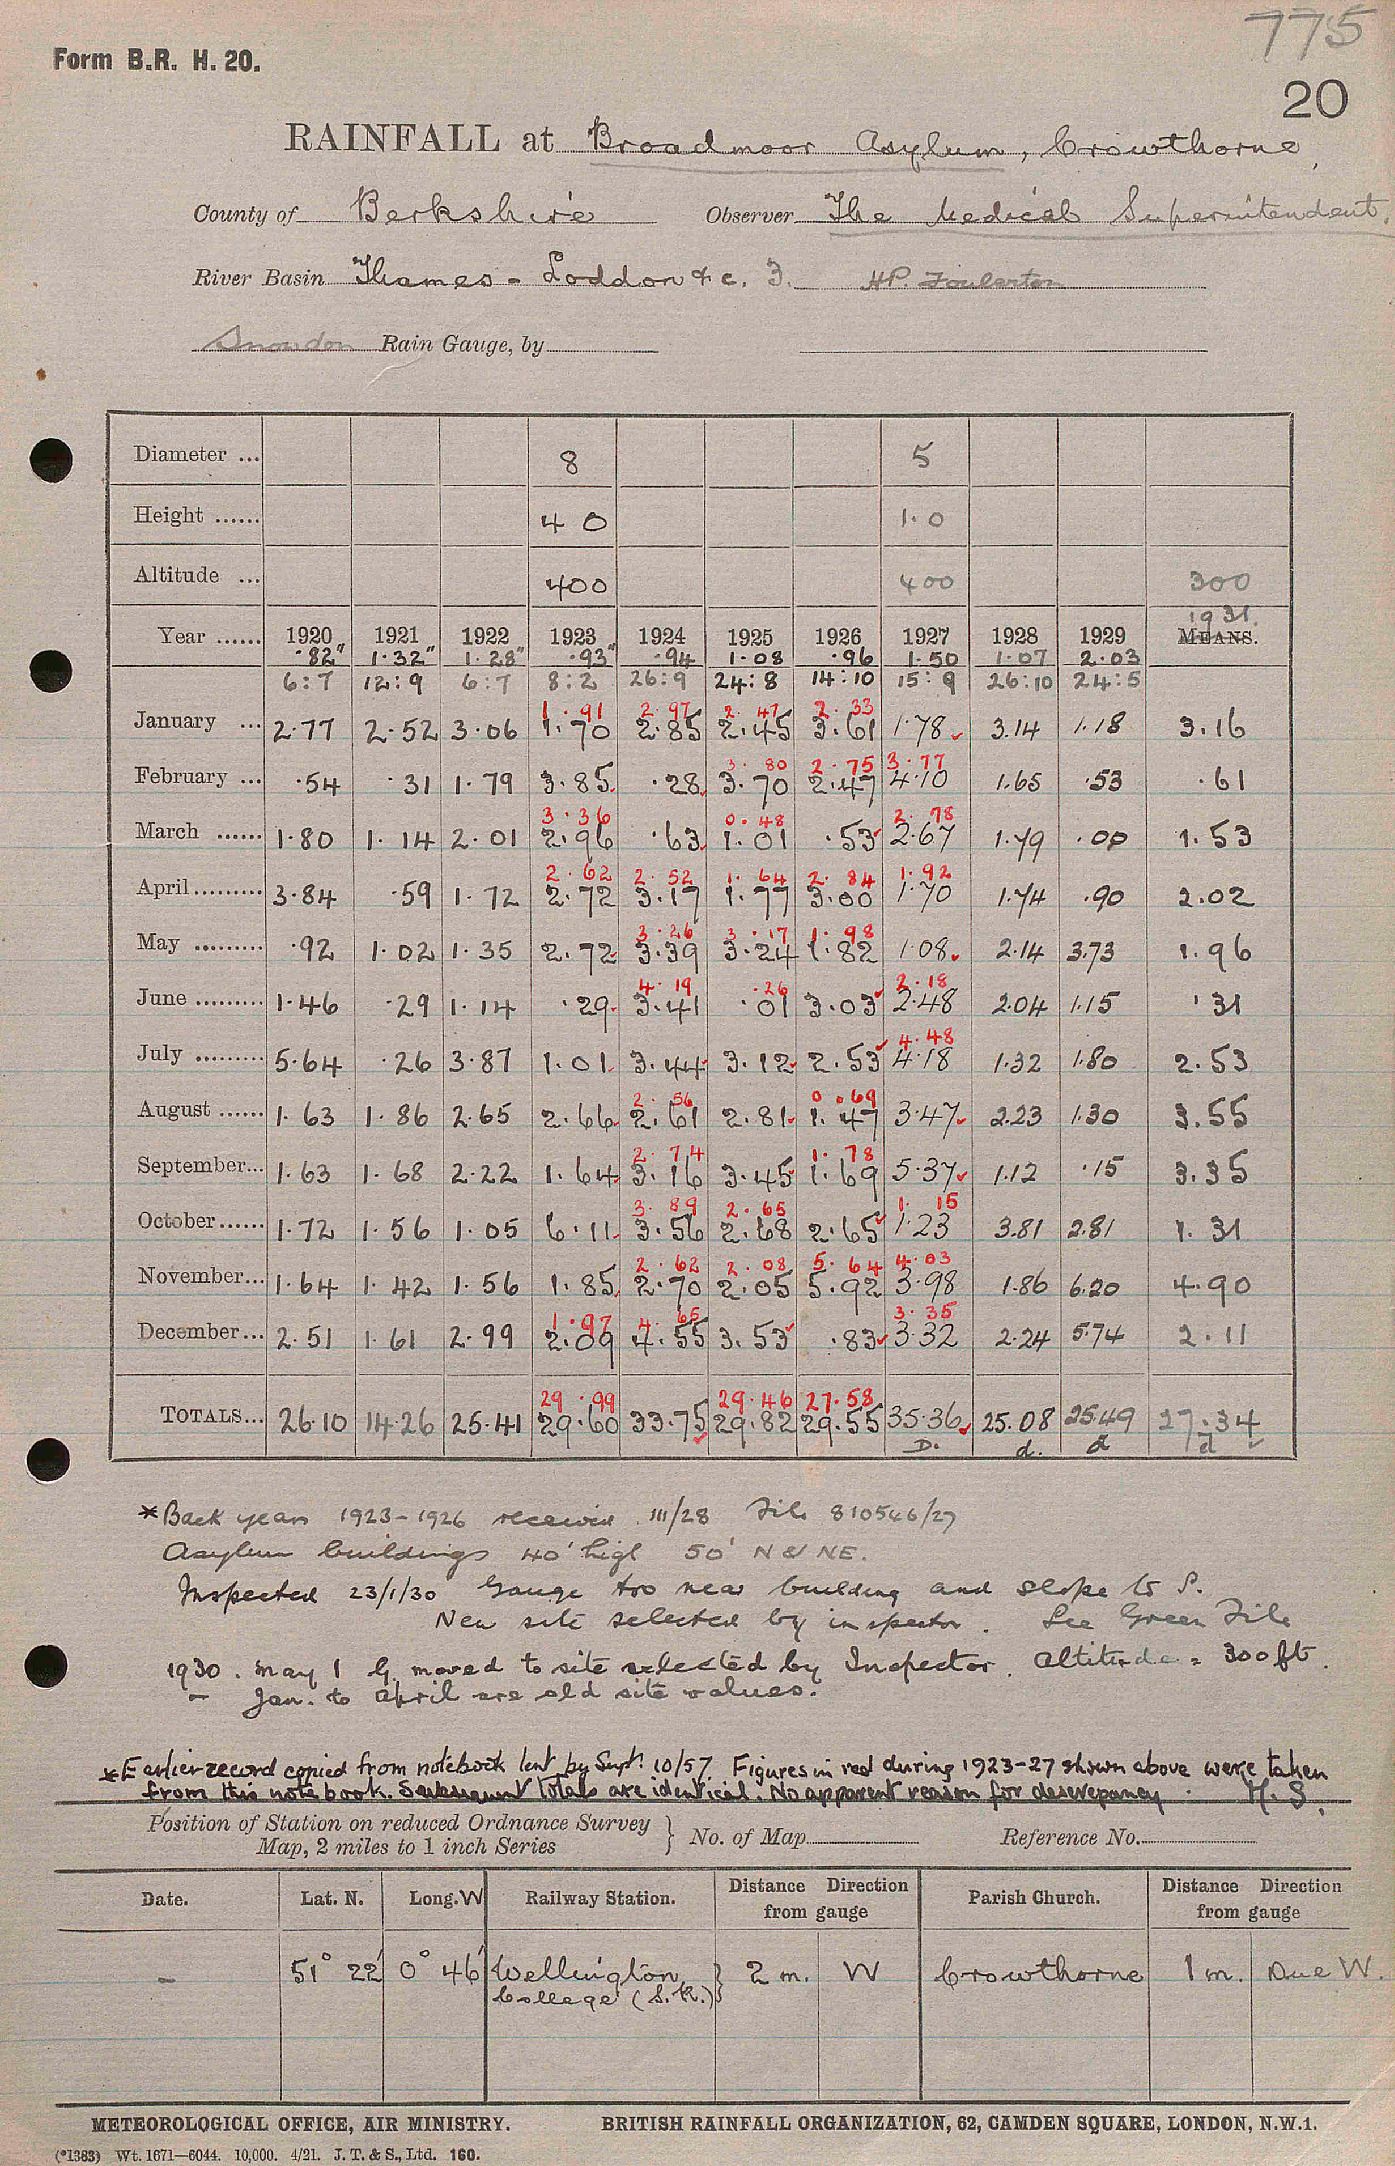 775
Form B.R. H. 20.
20
RAINFALL at Broadmoor Asylum, Crowthorne,
County of Berkshire Observer The Medical Superintendent.
River Basin Thames - Loddon & c. 3. H.P. Foulerton
Snowdon Rain Gauge, by
Diameter ... 8 5
Height ...... 4 0 1.0
Altitude ... 400 400 300
1931.
Year ...... 1920 1921 1922 1923 1924 1925 1926 1927 1928 1929 MEANS.
.82" 1.32" 1.28" .93" .94 1.08 .96 1.50 1.07 2.03
6:7 12:9 6:7 8:2 26:9 24:8 14:10 15:9 26:10 24:5
1.91 2.97 2.47 2.33
January ... 2.77 2.52 3.06 1.70 2.85 2.45 3.61 1.78 3.14 1.18 3.16
3.80 2.75 3.77
February ... .54 .31 1.79 3.85 .28 3.70 2.47 4.10 1.65 .53 .61
3.36 0.48 2.78
March ...... 1.80 1.14 2.01 2.96 .63 1.01 .53 2.67 1.79 .00 1.53
2.62 2.52 1.64 2.84 1.92
April......... 3.84 .59 1.72 2.72 3.17 1.77 3.00 1.70 1.74 .90 2.02
3.26 3.17 1.98
May ......... .92 1.02 1.35 2.72 3.39 3.24 1.82 1.08 2.14 3.73 1.96
4.19 .26 2.18
June ......... 1.46 .29 1.14 .29 3.41 .01 3.03 2.48 2.04 1.15 .31
4.48
July ......... 5.64 .26 3.87 1.01 3.44 3.12 2.53 4.18 1.32 1.80 2.53
2.56 0.69
August ...... 1.63 1.86 2.65 2.66 2.61 2.81 1.47 3.47 2.23 1.30 3.55
2.74 1.78
September... 1.63 1.68 2.22 1.64 3.16 3.45 1.69 5.37 1.12 .15 3.35
3.89 2.65 1.15
October...... 1.72 1.56 1.05 6.11 3.56 2.68 2.65 1.23 3.81 2.81 1.31
2.62 2.08 5.64 4.03
November... 1.64 1.42 1.56 1.85 2.70 2.05 5.92 3.98 1.86 6.20 4.90
1.97 4.65 3.35
December... 2.51 1.61 2.99 2.09 4.55 3.53 .83 3.32 2.24 5.74 2.11
29.99 29.46 27.58
TOTALS... 26.10 14.26 25.41 29.60 33.75 29.82 29.55 35.36 25.08 25.49 27.34
D. d. d d
*Back years 1923-1926 received 111/28 File 810546/27
Asylum buildings 40' high 50' N & NE.
Inspected 23/1/30 Gauge too near building and slope to S.
New site selected by inspector. See Green File
1930. May 1 G. moved to site selected by Inspector. Altitude = 300 ft.
" Jan. to April are old site values.
*Earlier record copied from notebook lent by Supt. 10/57. Figures in red during 1923-27 shown above were taken
from this notebook. Subsequent totals are identical. No apparent reason for descrepancy. H. S.
Position of Station on reduced Ordnance Survey
Map, 2 miles to 1 inch Series } No. of Map Reference No.
Date. Lat. N. Long. W Railway Station. Distance Direction from gauge Parish Church. Distance Direction from gauge
- 51° 22' 0° 46' Wellington College (S.R.) } 2 m. W Crowthorne 1 m. Due W.
METEOROLOGICAL OFFICE, AIR MINISTRY. BRITISH RAINFALL ORGANIZATION, 62, CAMDEN SQUARE, LONDON, N.W.1.
(*1383) Wt. 1671—6044. 10,000. 4/21. J. T. & S., Ltd. 160.